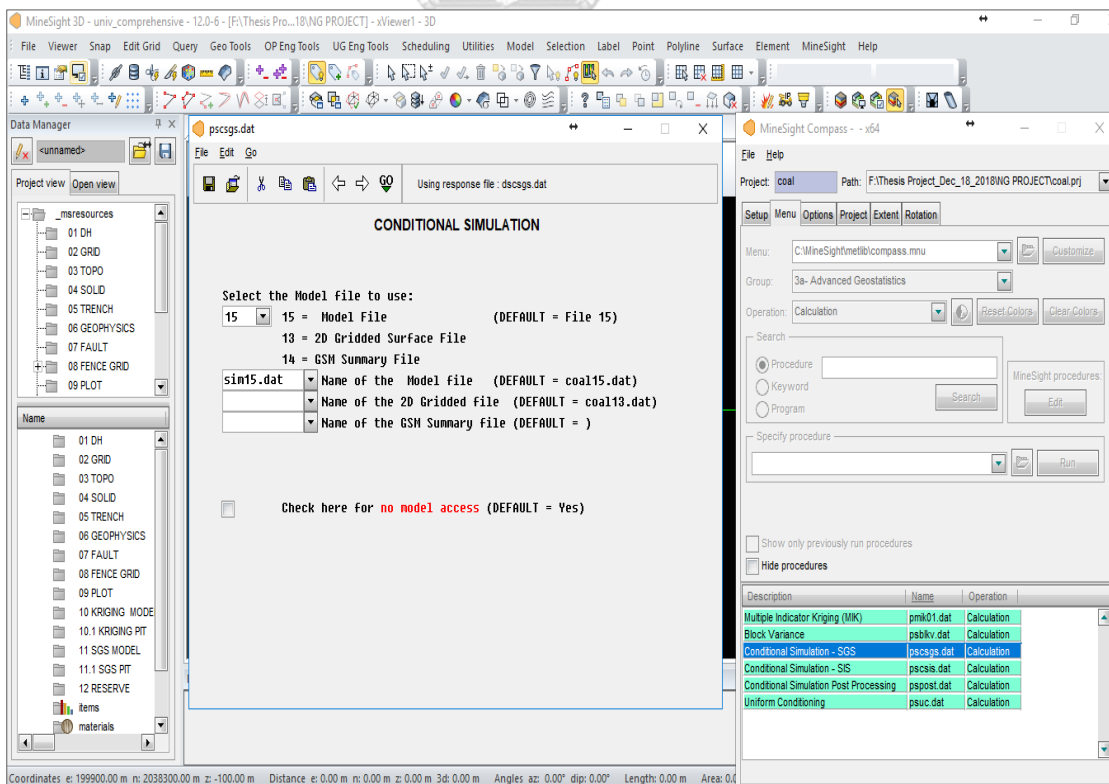 MineSight 3D - univ_comprehensive - 12.0-6 - [F:\Thesis Pro...18\NG PROJECT] - xViewer1 - 3D
File Viewer Snap Edit Grid Query Geo Tools OP Eng Tools UG Eng Tools Scheduling Utilities Model Selection Label Point Polyline Surface Element MineSight Help
Data Manager
<unnamed>
Project view Open view
_msresources
01 DH
02 GRID
03 TOPO
04 SOLID
05 TRENCH
06 GEOPHYSICS
07 FAULT
08 FENCE GRID
09 PLOT
Name
01 DH
02 GRID
03 TOPO
04 SOLID
05 TRENCH
06 GEOPHYSICS
07 FAULT
08 FENCE GRID
09 PLOT
10 KRIGING MODE
10.1 KRIGING PIT
11 SGS MODEL
11.1 SGS PIT
12 RESERVE
items
materials
pscsgs.dat
File Edit Go
GO Using response file : dscsgs.dat
CONDITIONAL SIMULATION
Select the Model file to use:
15 15 = Model File (DEFAULT = File 15)
13 = 2D Gridded Surface File
14 = GSM Summary File
sim15.dat Name of the Model file (DEFAULT = coal15.dat)
Name of the 2D Gridded file (DEFAULT = coal13.dat)
Name of the GSM Summary file (DEFAULT = )
Check here for no model access (DEFAULT = Yes)
MineSight Compass - - x64
File Help
Project: coal Path: F:\Thesis Project_Dec_18_2018\NG PROJECT\coal.prj
Setup Menu Options Project Extent Rotation
Menu: C:\MineSight\metlib\compass.mnu Customize
Group: 3a- Advanced Geostatistics
Operation: Calculation Reset Colors Clear Colors
Search
Procedure
Keyword
Program
Search
MineSight procedures:
Edit
Specify procedure
Run
Show only previously run procedures
Hide procedures
Description Name Operation
Multiple Indicator Kriging (MIK) pmik01.dat Calculation
Block Variance psblkv.dat Calculation
Conditional Simulation - SGS pscsgs.dat Calculation
Conditional Simulation - SIS pscsis.dat Calculation
Conditional Simulation Post Processing pspost.dat Calculation
Uniform Conditioning psuc.dat Calculation
Coordinates e: 199900.00 m n: 2038300.00 m z: -100.00 m Distance e: 0.00 m n: 0.00 m z: 0.00 m 3d: 0.00 m Angles az: 0.00° dip: 0.00° Length: 0.00 m Area: 0.0